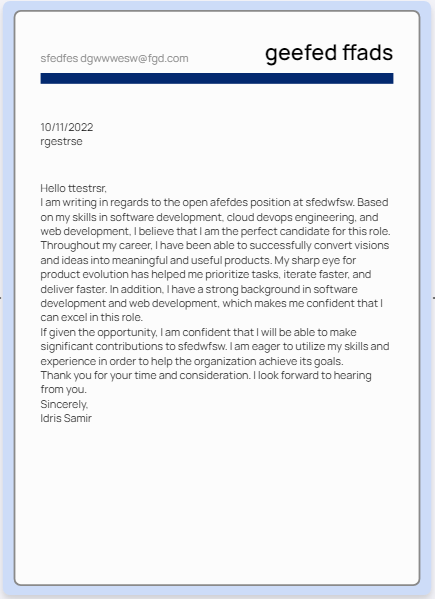 sfedfes dgwwwesw@fgd.com
geefed ffads
10/11/2022
rgestrse
Hello ttestrsr,
I am writing in regards to the open afefdes position at sfedwfsw. Based
on my skills in software development, cloud devops engineering, and
web development, I believe that I am the perfect candidate for this role.
Throughout my career, I have been able to successfully convert visions
and ideas into meaningful and useful products. My sharp eye for
product evolution has helped me prioritize tasks, iterate faster, and
deliver faster. In addition, I have a strong background in software
development and web development, which makes me confident that I
can excel in this role.
If given the opportunity, I am confident that I will be able to make
significant contributions to sfedwfsw. I am eager to utilize my skills and
experience in order to help the organization achieve its goals.
Thank you for your time and consideration. I look forward to hearing
from you.
Sincerely,
Idris Samir